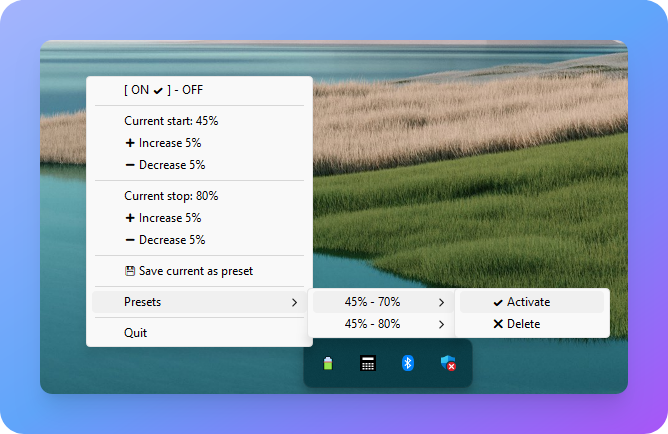 [ ON ✔ ] - OFF
Current start: 45%
+ Increase 5%
− Decrease 5%
Current stop: 80%
+ Increase 5%
− Decrease 5%
Save current as preset
Presets
Quit
45% - 70%
45% - 80%
✔ Activate
✖ Delete